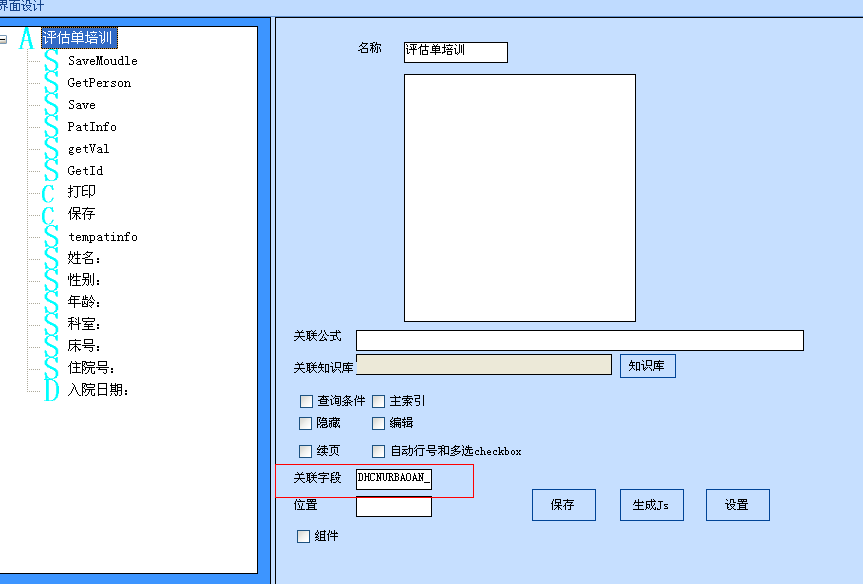 界面设计
A 评估单培训
S SaveMoudle
S GetPerson
S Save
S PatInfo
S getVal
S GetId
C 打印
C 保存
S tempatinfo
S 姓名:
S 性别:
S 年龄:
S 科室:
S 床号:
S 住院号:
D 入院日期:
名称 评估单培训
关联公式
关联知识库 知识库
查询条件 主索引
隐藏 编辑
续页 自动行号和多选checkbox
关联字段 DHCNURBAOAN_
位置
保存 生成Js 设置
组件